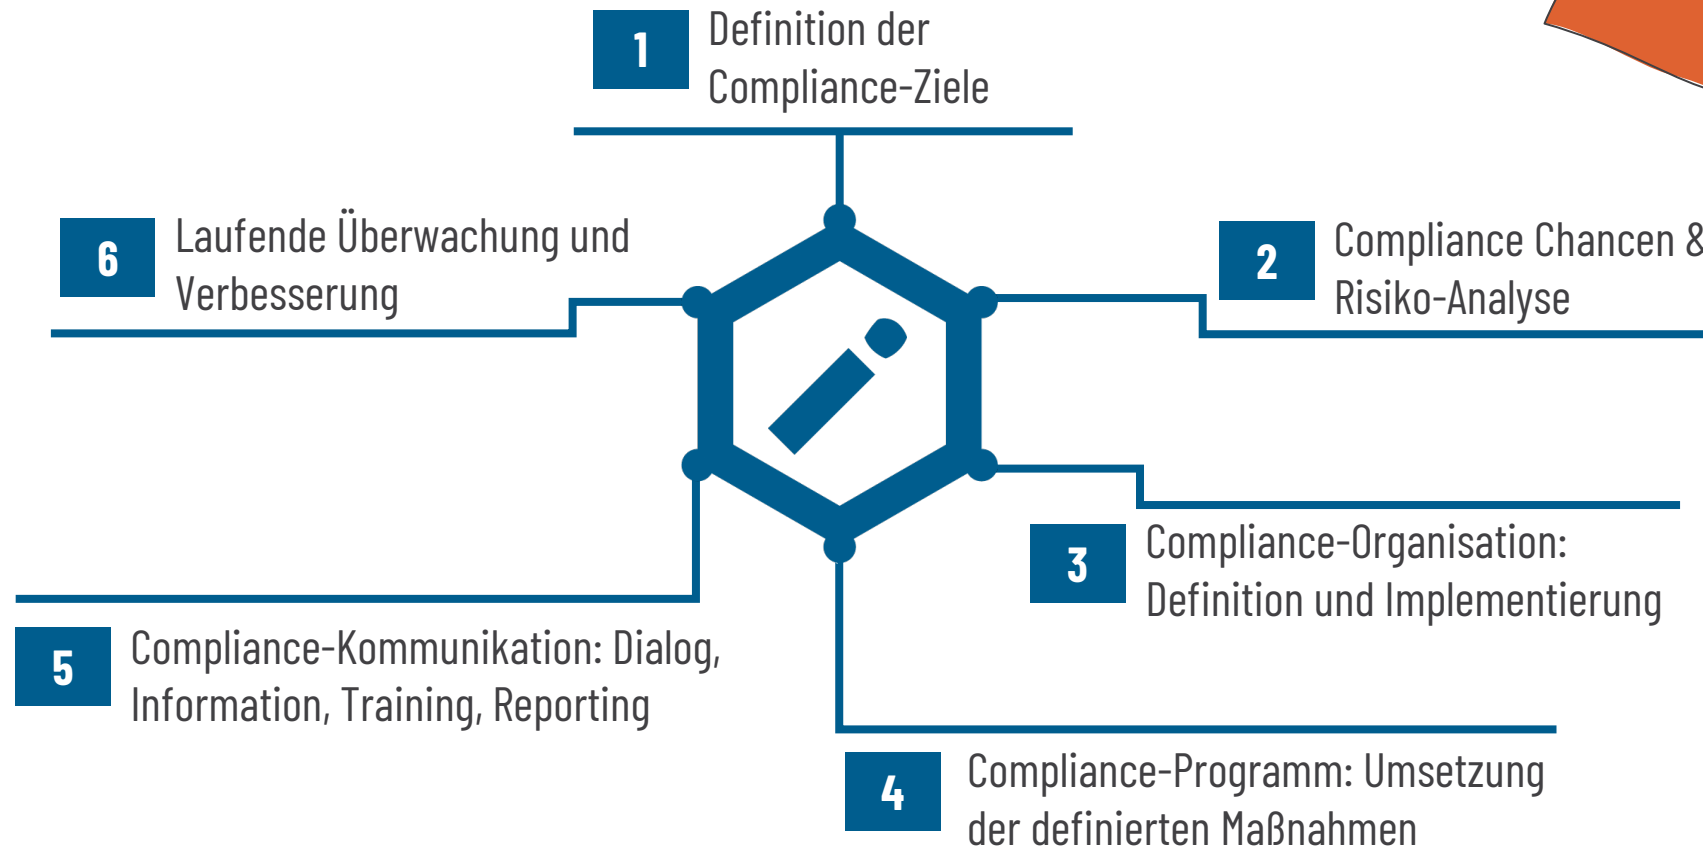 1
Definition der
Compliance-Ziele
2
Compliance Chancen &
Risiko-Analyse
3
Compliance-Organisation:
Definition und Implementierung
4
Compliance-Programm: Umsetzung
der definierten Maßnahmen
5
Compliance-Kommunikation: Dialog,
Information, Training, Reporting
6
Laufende Überwachung und
Verbesserung